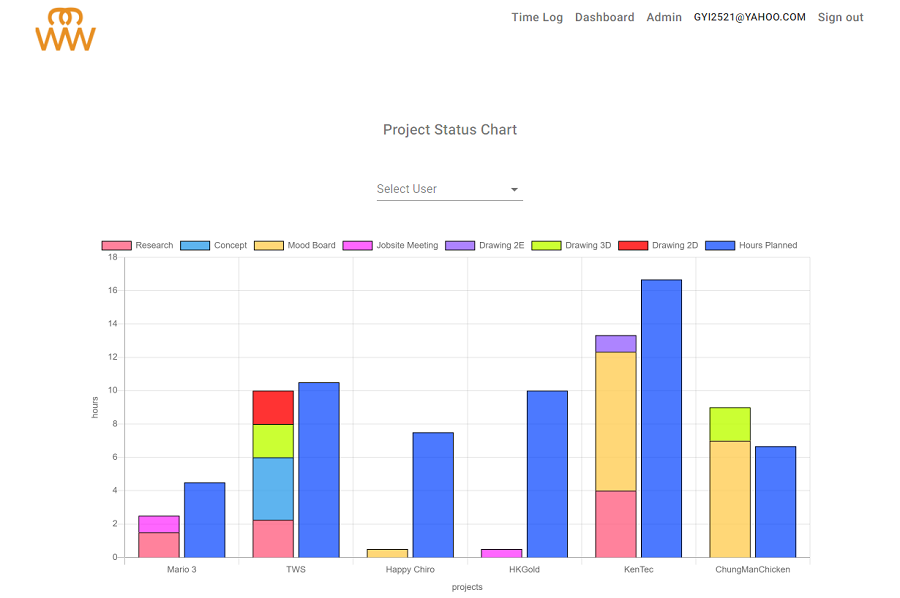 WW
Time Log Dashboard Admin GYI2521@YAHOO.COM Sign out
Project Status Chart
Select User
Research Concept Mood Board Jobsite Meeting Drawing 2E Drawing 3D Drawing 2D Hours Planned
18
16
14
12
10
8
6
4
2
0
hours
Mario 3 TWS Happy Chiro HKGold KenTec ChungManChicken
projects